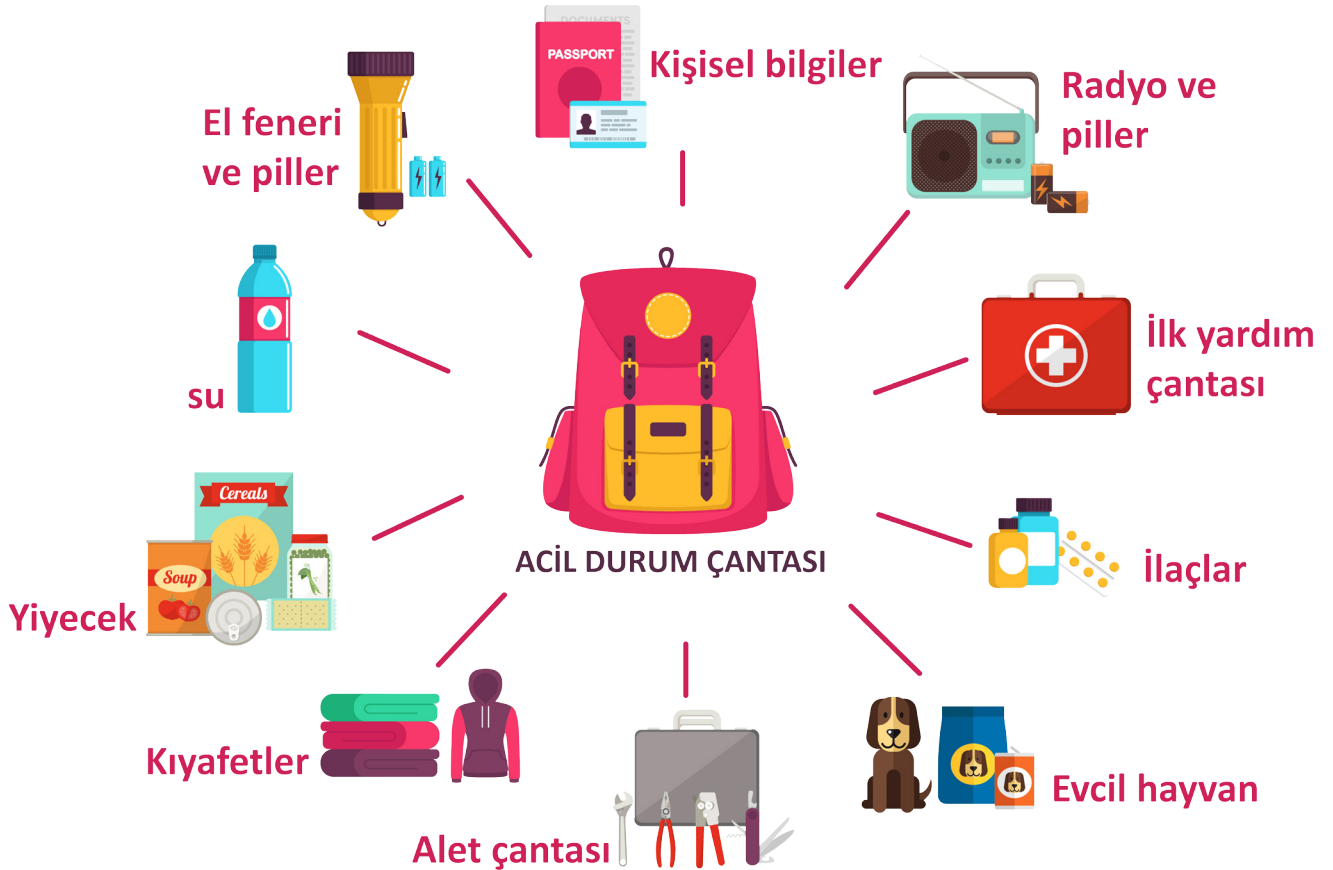 DOCUMENTS
PASSPORT
Kişisel bilgiler
Radyo ve
piller
El feneri
ve piller
su
İlk yardım
çantası
Cereals
Soup
Yiyecek
ACİL DURUM ÇANTASI
İlaçlar
Kıyafetler
Evcil hayvan
Alet çantası